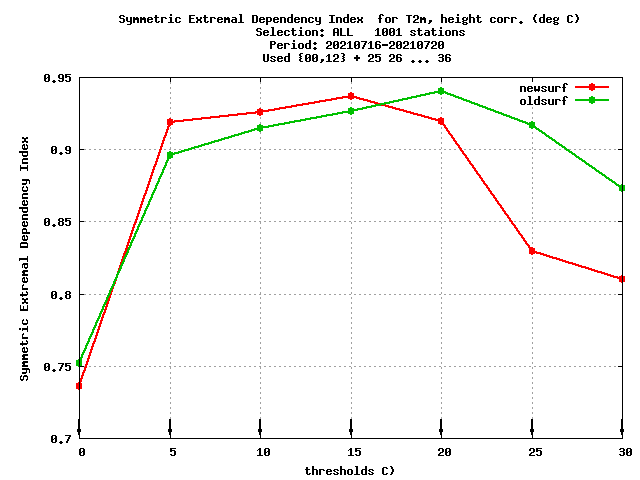 Symmetric Extremal Dependency Index  for T2m, height corr. (deg C)
Selection: ALL   1001 stations
Period: 20210716-20210720
Used {00,12} + 25 26 ... 36
newsurf
oldsurf
Symmetric Extremal Dependency Index
0.95
0.9
0.85
0.8
0.75
0.7
0 5 10 15 20 25 30
thresholds C)